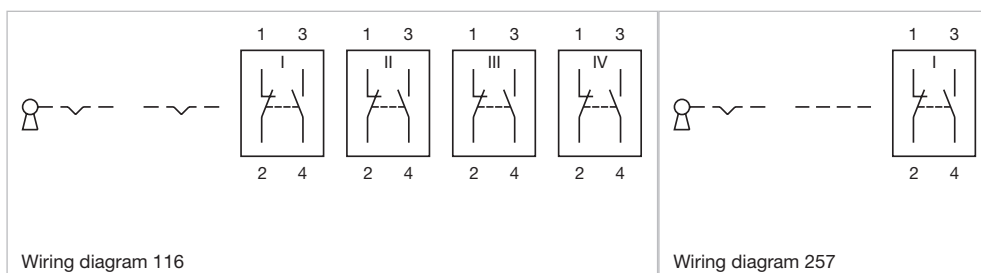 1 3 1 3 1 3 1 3 1 3
I II III IV I
2 4 2 4 2 4 2 4 2 4
Wiring diagram 116
Wiring diagram 257